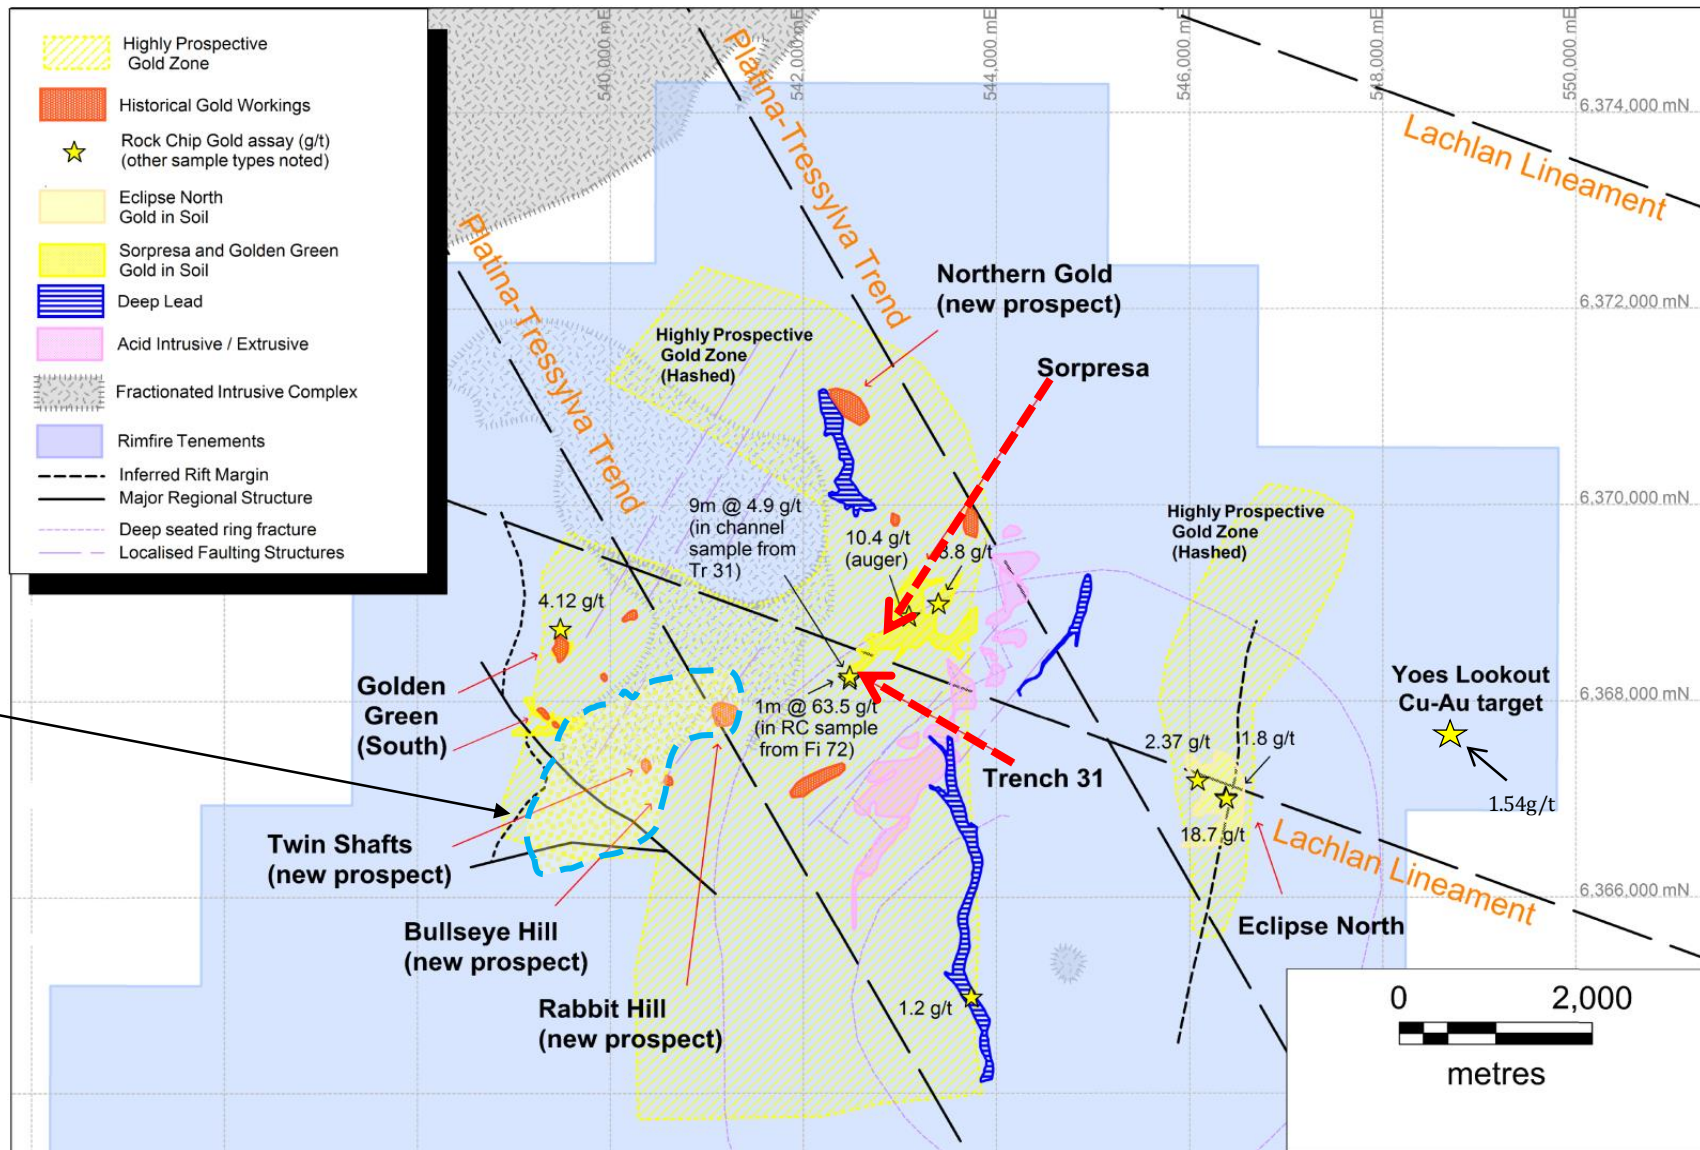 Highly Prospective
Gold Zone
Historical Gold Workings
Rock Chip Gold assay (g/t)
(other sample types noted)
Eclipse North
Gold in Soil
Sorpresa and Golden Green
Gold in Soil
Deep Lead
Acid Intrusive / Extrusive
Fractionated Intrusive Complex
Rimfire Tenements
Inferred Rift Margin
Major Regional Structure
Deep seated ring fracture
Localised Faulting Structures
540,000 mE
542,000 mE
544,000 mE
546,000 mE
548,000 mE
550,000 mE
6,374,000 mN
6,372,000 mN
6,370,000 mN
6,368,000 mN
6,366,000 mN
Platina-Tressylva Trend
Platina-Tressylva Trend
Lachlan Lineament
Northern Gold
(new prospect)
Highly Prospective
Gold Zone
(Hashed)
Sorpresa
9m @ 4.9 g/t
(in channel
sample from
Tr 31)
10.4 g/t
(auger)
3.8 g/t
Highly Prospective
Gold Zone
(Hashed)
4.12 g/t
Golden
Green
(South)
1m @ 63.5 g/t
(in RC sample
from Fi 72)
Trench 31
Yoes Lookout
Cu-Au target
1.54g/t
2.37 g/t
1.8 g/t
18.7 g/t
Lachlan Lineament
Eclipse North
Twin Shafts
(new prospect)
Bullseye Hill
(new prospect)
Rabbit Hill
(new prospect)
1.2 g/t
0 2,000
metres